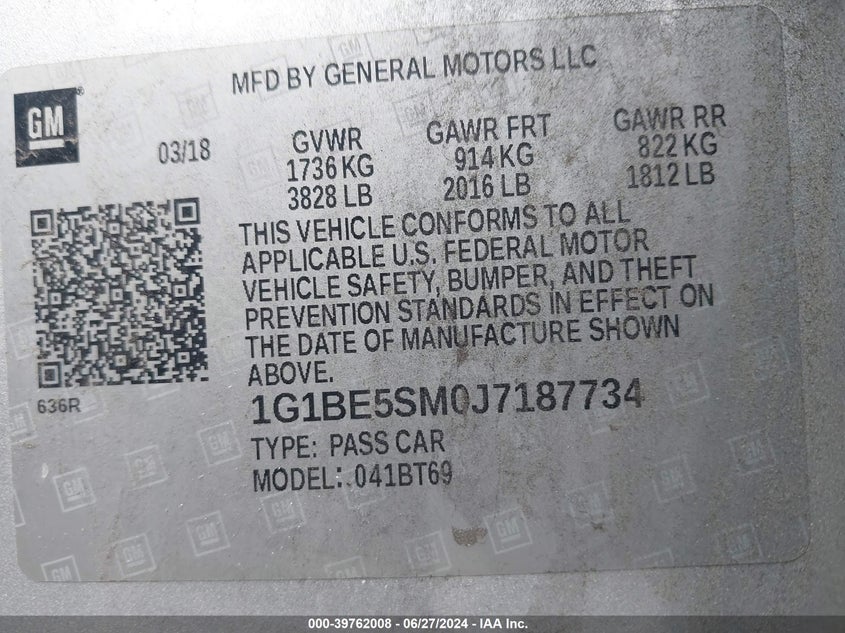 MFD BY GENERAL MOTORS LLC
GM
03/18
GVWR
1736 KG
3828 LB
GAWR FRT
914 KG
2016 LB
GAWR RR
822 KG
1812 LB
THIS VEHICLE CONFORMS TO ALL
APPLICABLE U.S. FEDERAL MOTOR
VEHICLE SAFETY, BUMPER, AND THEFT
PREVENTION STANDARDS IN EFFECT ON
THE DATE OF MANUFACTURE SHOWN
ABOVE.
636R
1G1BE5SM0J7187734
TYPE: PASS CAR
MODEL: 041BT69
000-39762008 - 06/27/2024 - IAA Inc.